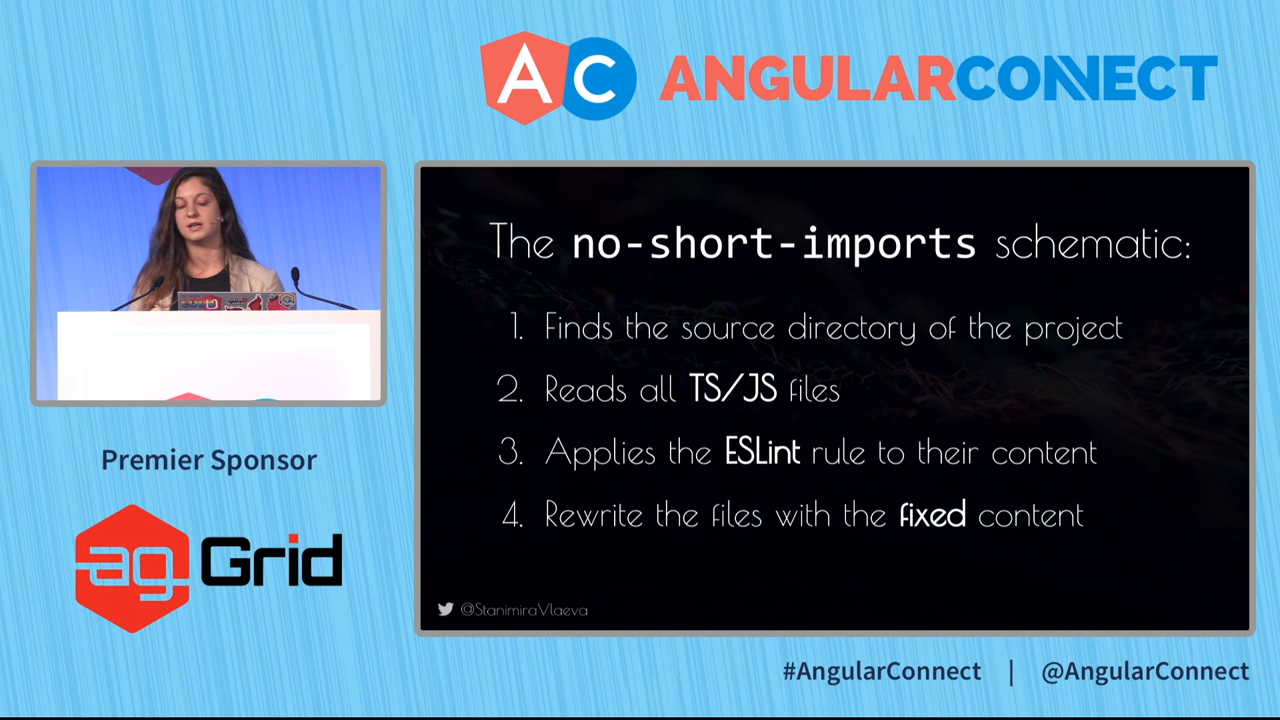 AC ANGULARCONNECT
The no-short-imports schematic:
1. Finds the source directory of the project
2. Reads all TS/JS files
3. Applies the ESLint rule to their content
4. Rewrite the files with the fixed content
@StanimiraVlaeva
Premier Sponsor
ag Grid
#AngularConnect | @AngularConnect